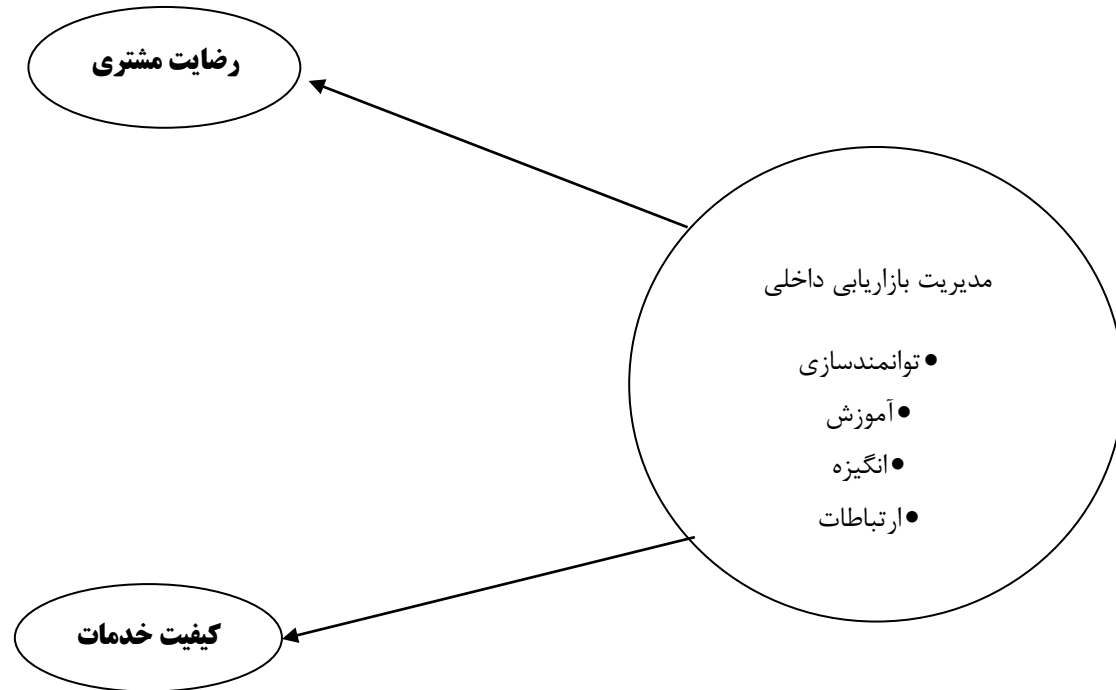 رضایت مشتری
مدیریت بازاریابی داخلی
●توانمندسازی
●آموزش
●انگیزه
●ارتباطات
کیفیت خدمات